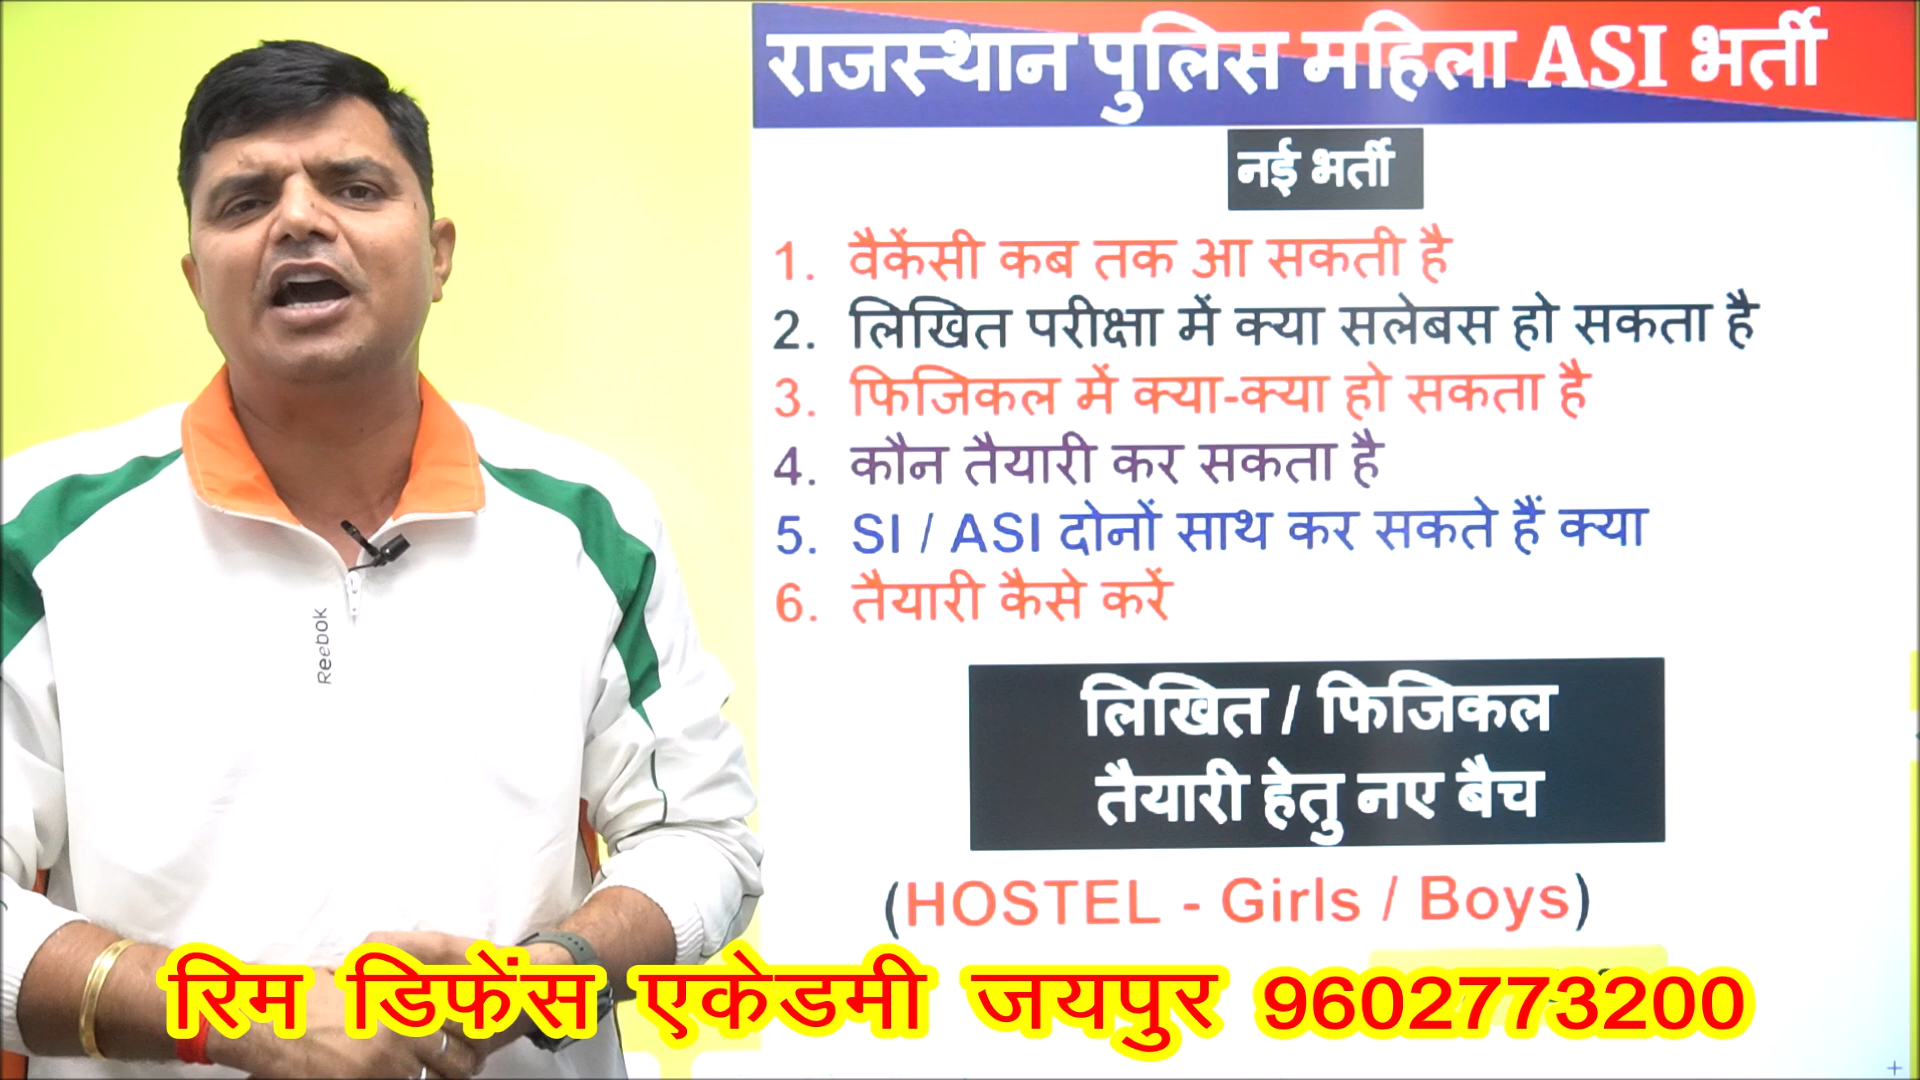 राजस्थान पुलिस महिला ASI भर्ती
नई भर्ती
1. वैकेंसी कब तक आ सकती है
2. लिखित परीक्षा में क्या सलेबस हो सकता है
3. फिजिकल में क्या-क्या हो सकता है
4. कौन तैयारी कर सकता है
5. SI / ASI दोनों साथ कर सकते हैं क्या
6. तैयारी कैसे करें
लिखित / फिजिकल
तैयारी हेतु नए बैच
(HOSTEL - Girls / Boys)
Reebok
रिम डिफेंस एकेडमी जयपुर 9602773200